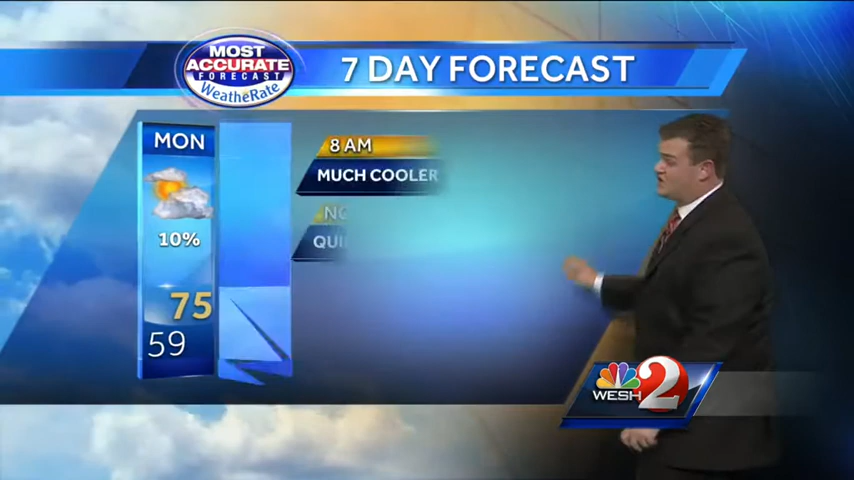 MOST
ACCURATE
FORECAST
WeatheRate
7 DAY FORECAST
MON
10%
75
59
8 AM
MUCH COOLER
WESH 2